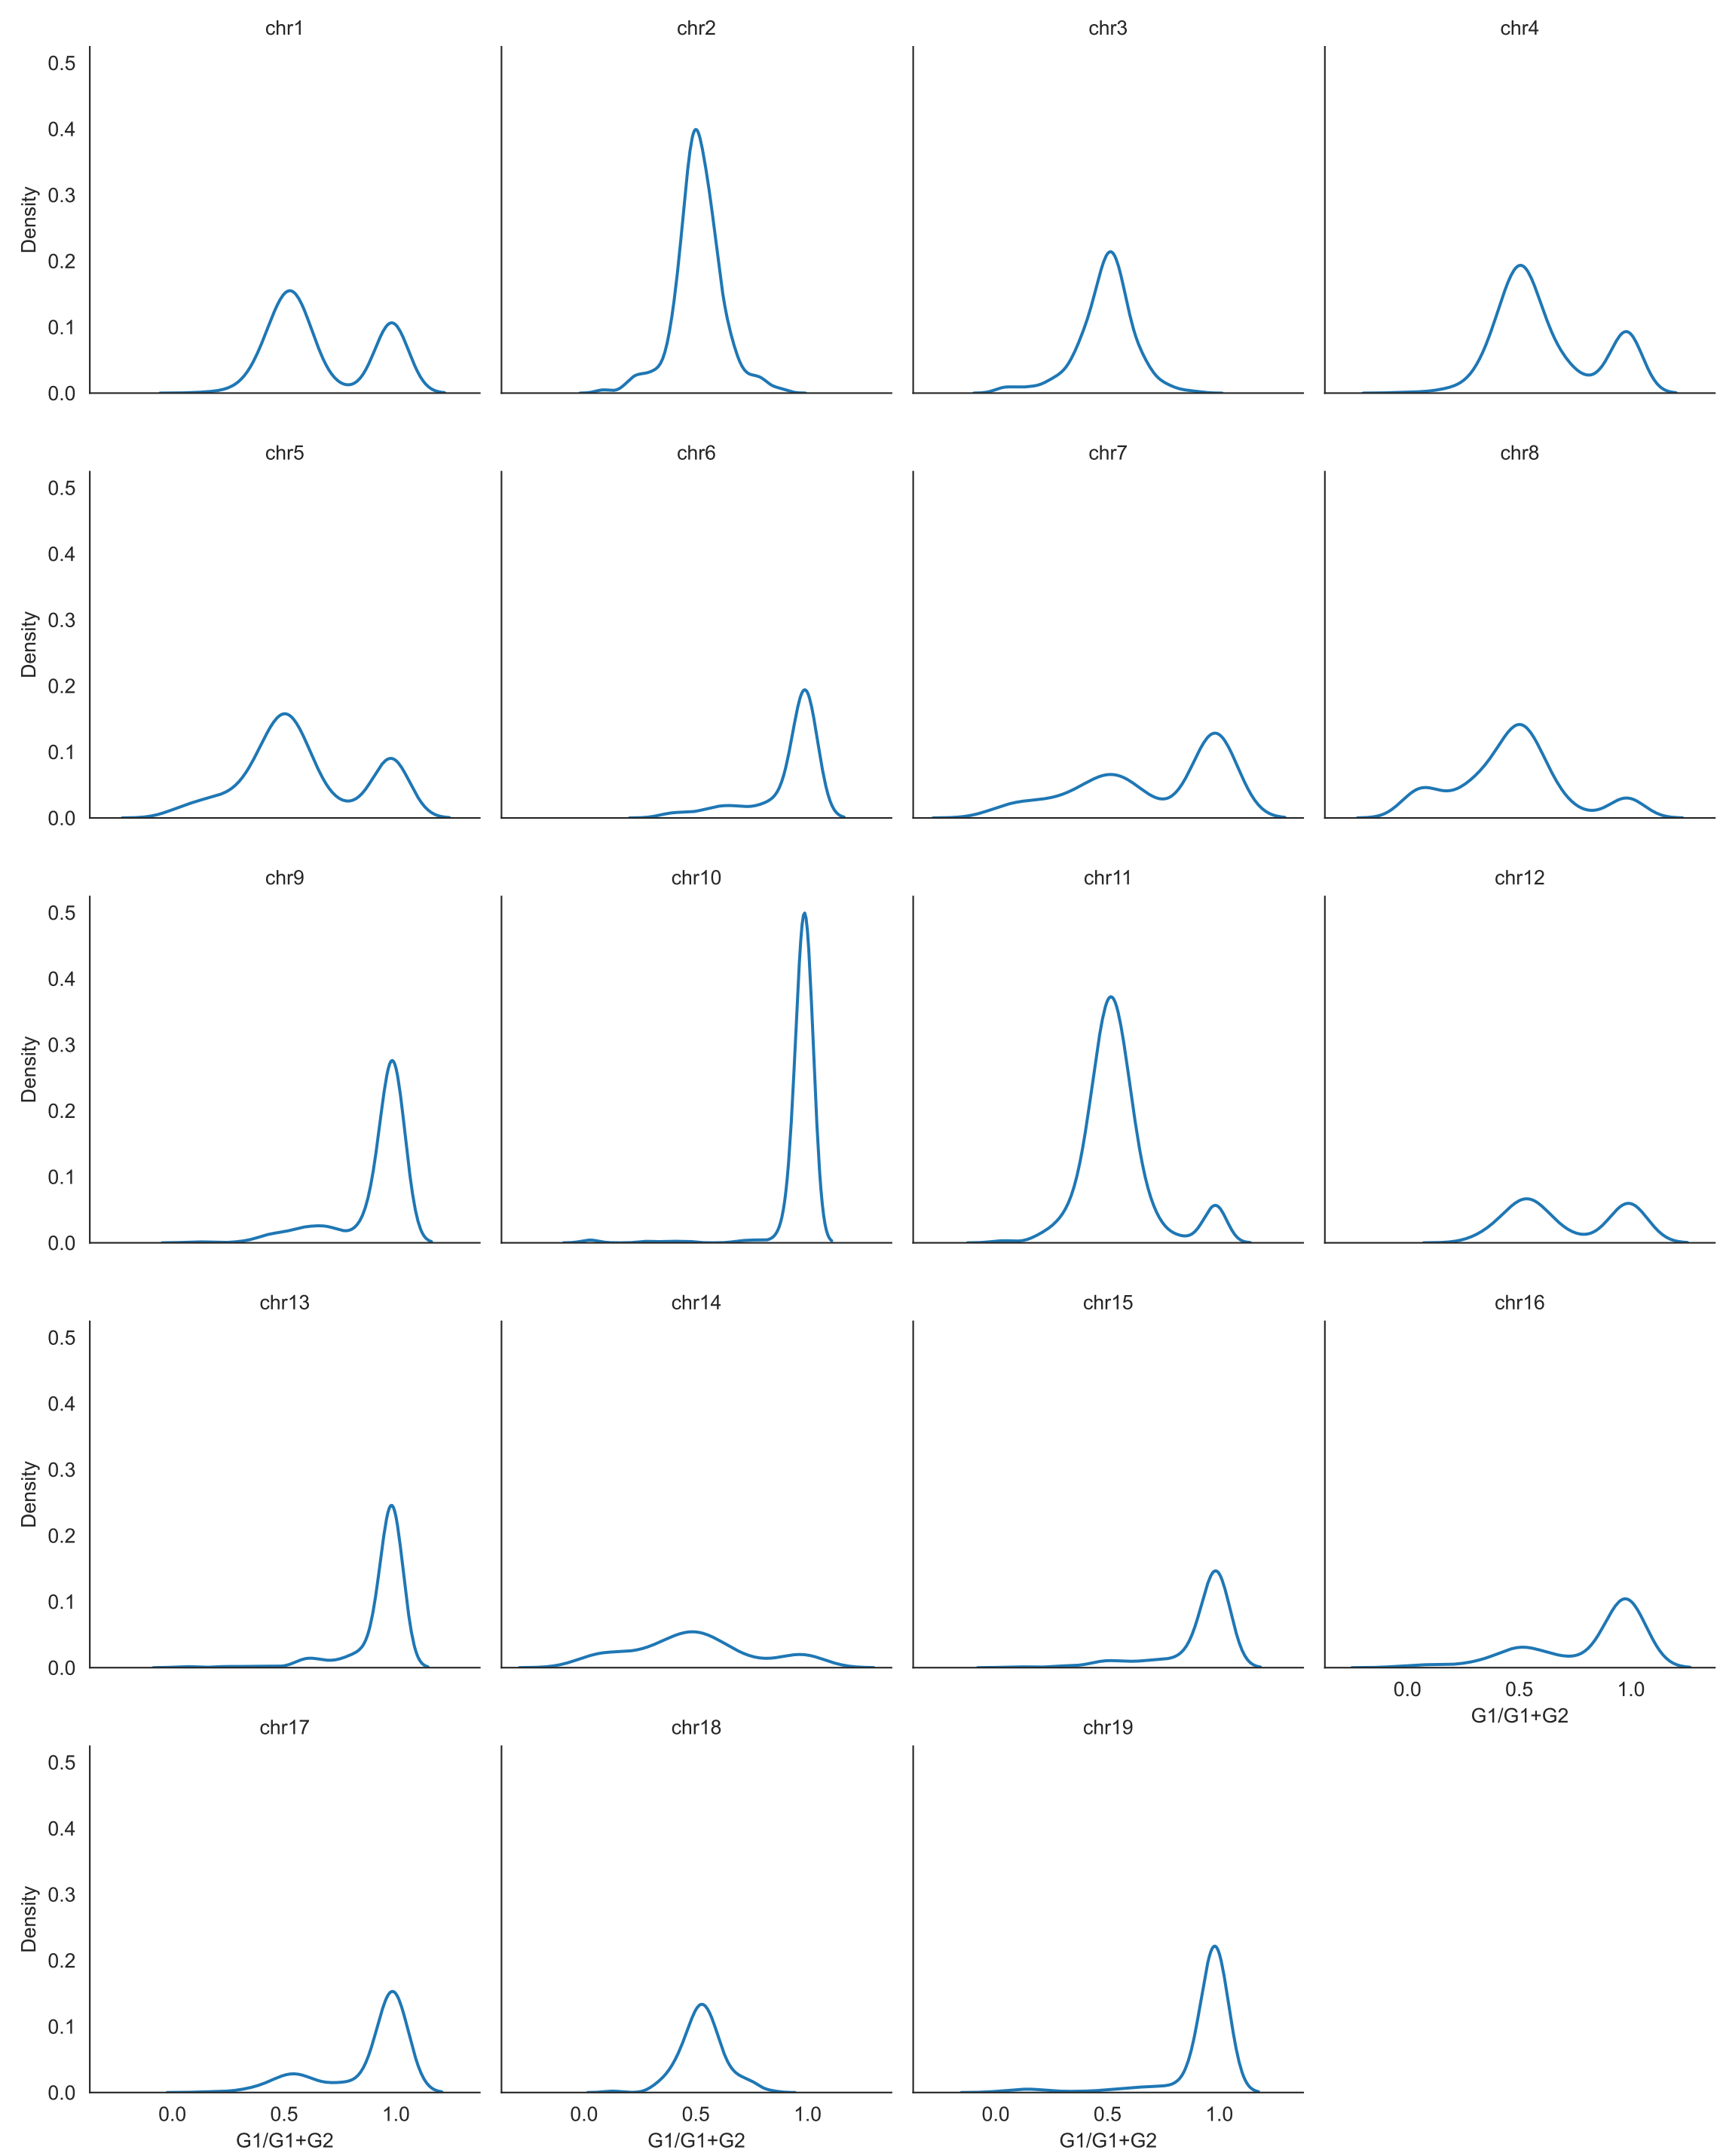 chr1 chr2 chr3 chr4
0.5
0.4
0.3
0.2
0.1
0.0
Density
chr5 chr6 chr7 chr8
0.5
0.4
0.3
0.2
0.1
0.0
Density
chr9 chr10 chr11 chr12
0.5
0.4
0.3
0.2
0.1
0.0
Density
chr13 chr14 chr15 chr16
0.5
0.4
0.3
0.2
0.1
0.0
Density
0.0 0.5 1.0
G1/G1+G2
chr17 chr18 chr19
0.5
0.4
0.3
0.2
0.1
0.0
Density
0.0 0.5 1.0 0.0 0.5 1.0 0.0 0.5 1.0
G1/G1+G2 G1/G1+G2 G1/G1+G2